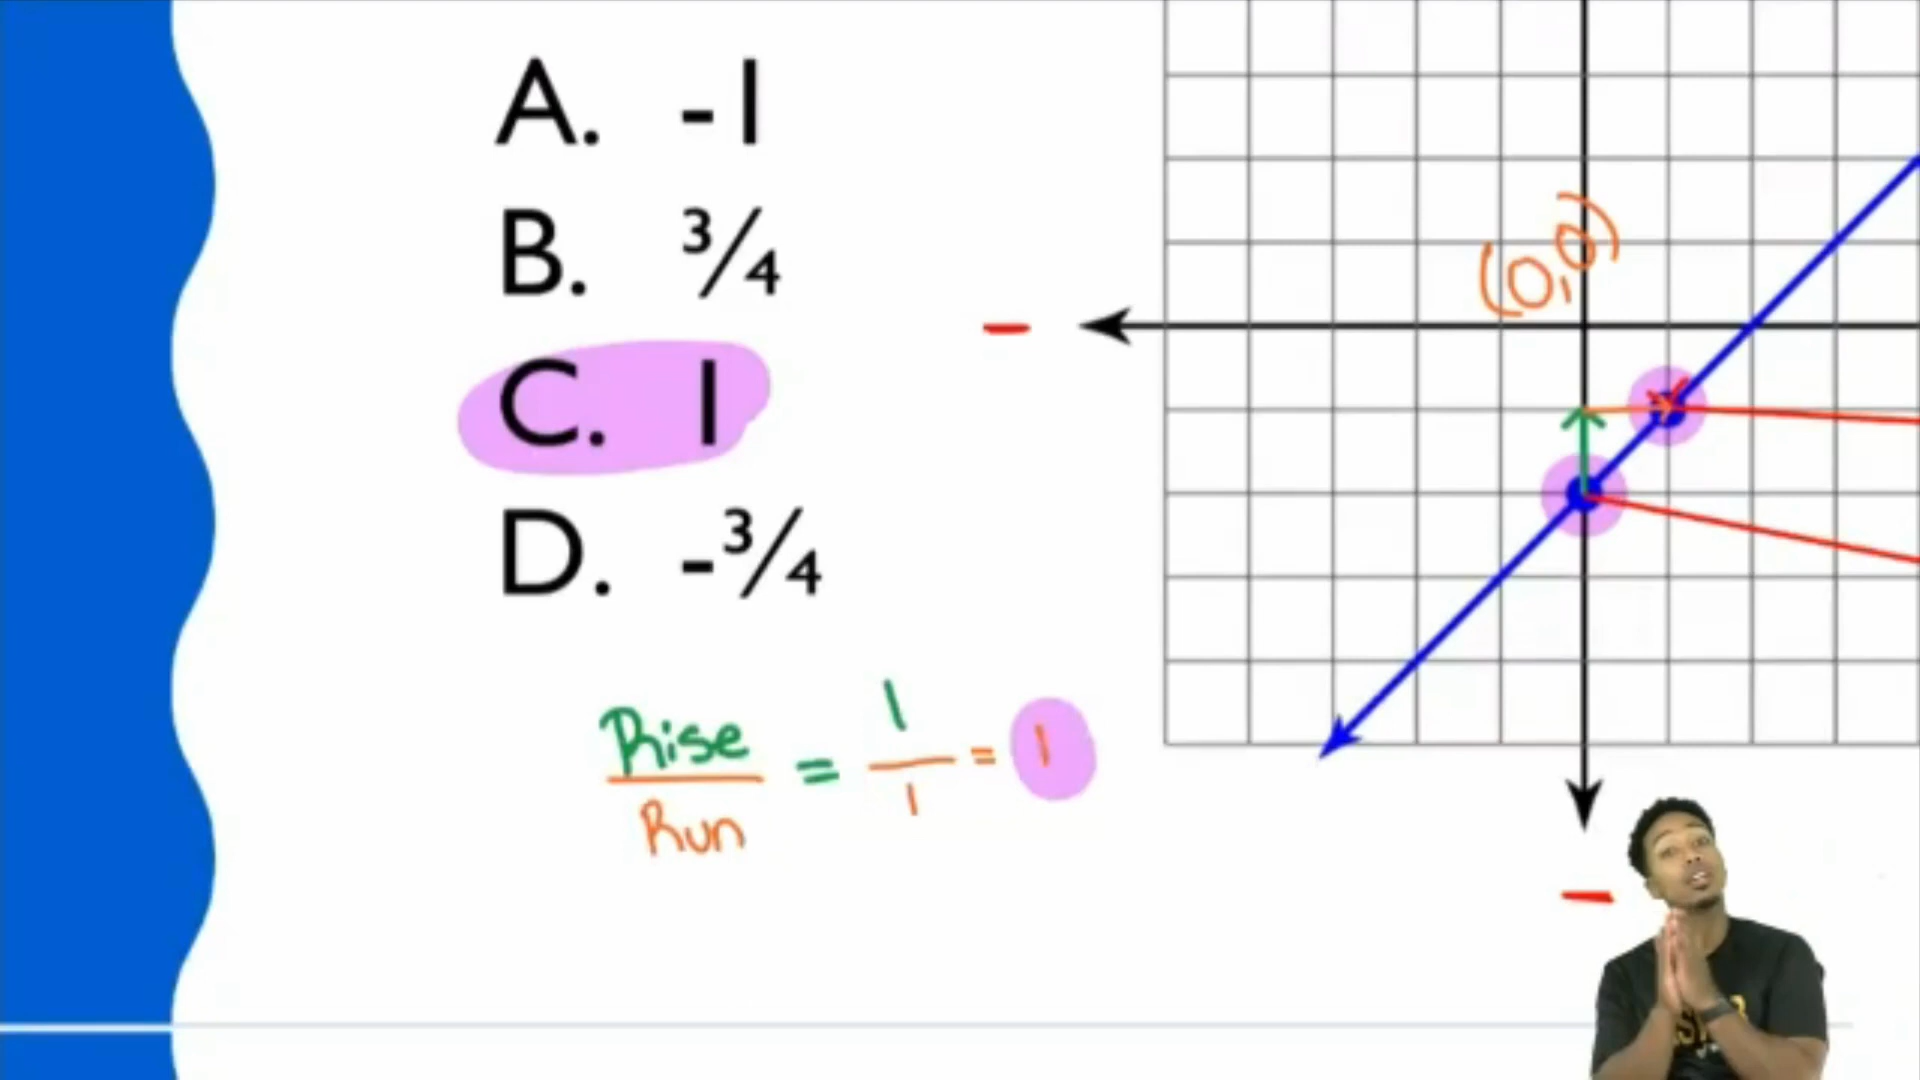 A. -1
B. ³⁄₄
C. 1
D. -³⁄₄
(0,0)
-
Rise/Run = 1/1 = 1
-